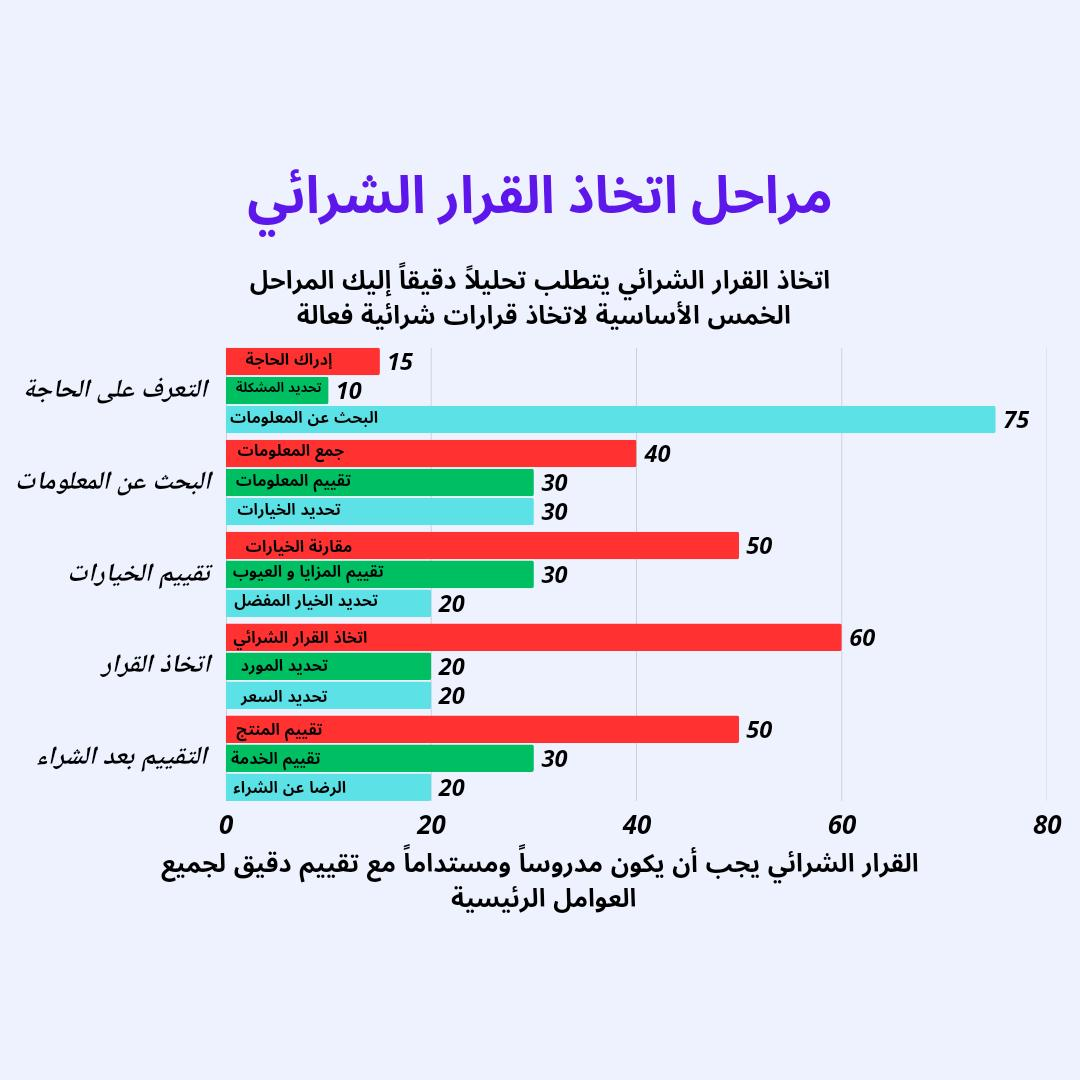 مراحل اتخاذ القرار الشرائي
اتخاذ القرار الشرائي يتطلب تحليلاً دقيقاً إليك المراحل
الخمس الأساسية لاتخاذ قرارات شرائية فعالة
التعرف على الحاجة
إدراك الحاجة 15
تحديد المشكلة 10
البحث عن المعلومات 75
البحث عن المعلومات
جمع المعلومات 40
تقييم المعلومات 30
تحديد الخيارات 30
تقييم الخيارات
مقارنة الخيارات 50
تقييم المزايا و العيوب 30
تحديد الخيار المفضل 20
اتخاذ القرار
اتخاذ القرار الشرائي 60
تحديد المورد 20
تحديد السعر 20
التقييم بعد الشراء
تقييم المنتج 50
تقييم الخدمة 30
الرضا عن الشراء 20
0 20 40 60 80
القرار الشرائي يجب أن يكون مدروساً ومستداماً مع تقييم دقيق لجميع
العوامل الرئيسية